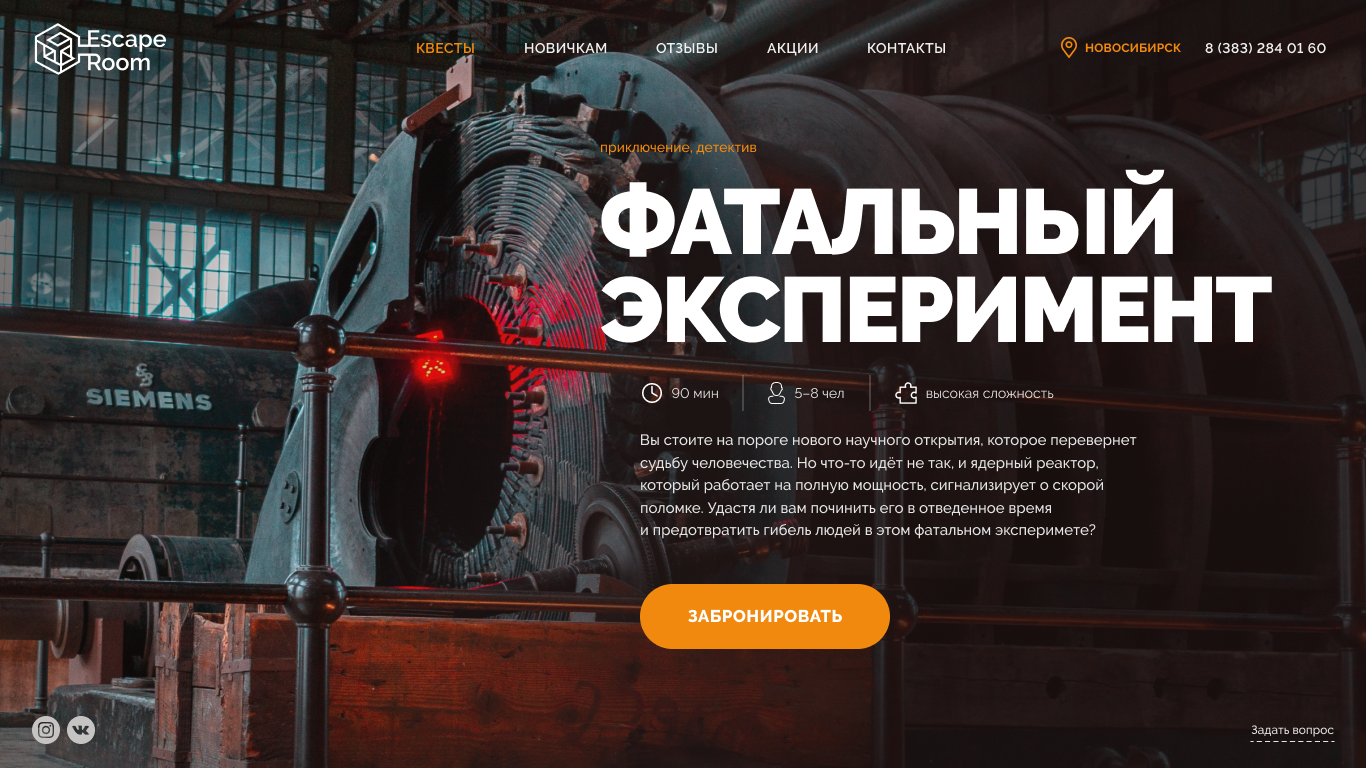 Escape
Room
КВЕСТЫ НОВИЧКАМ ОТЗЫВЫ АКЦИИ КОНТАКТЫ
НОВОСИБИРСК 8 (383) 284 01 60
приключение, детектив
ФАТАЛЬНЫЙ
ЭКСПЕРИМЕНТ
SIEMENS
90 мин 5–8 чел высокая сложность
Вы стоите на пороге нового научного открытия, которое перевернет
судьбу человечества. Но что-то идёт не так, и ядерный реактор,
который работает на полную мощность, сигнализирует о скорой
поломке. Удастя ли вам починить его в отведенное время
и предотвратить гибель людей в этом фатальном эксперимете?
ЗАБРОНИРОВАТЬ
Задать вопрос